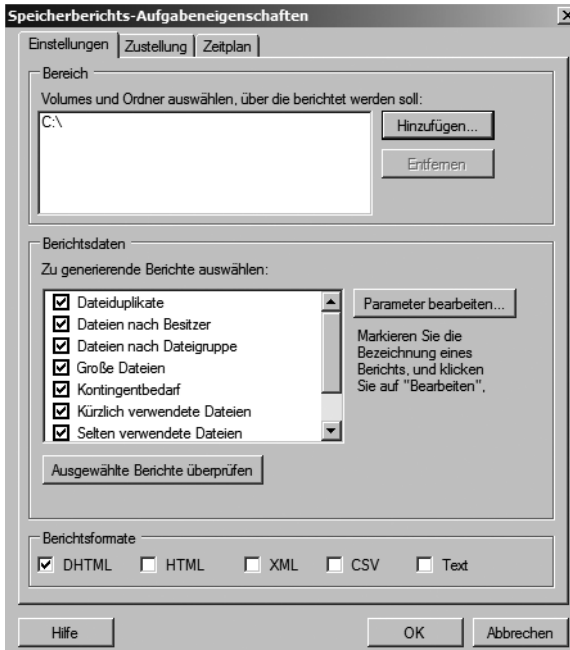 Speicherberichts-Aufgabeneigenschaften
Einstellungen Zustellung Zeitplan
Bereich
Volumes und Ordner auswählen, über die berichtet werden soll:
C:\
Hinzufügen...
Entfernen
Berichtsdaten
Zu generierende Berichte auswählen:
Dateiduplikate
Dateien nach Besitzer
Dateien nach Dateigruppe
Große Dateien
Kontingentbedarf
Kürzlich verwendete Dateien
Selten verwendete Dateien
Parameter bearbeiten...
Markieren Sie die
Bezeichnung eines
Berichts, und klicken
Sie auf "Bearbeiten",
Ausgewählte Berichte überprüfen
Berichtsformate
DHTML HTML XML CSV Text
Hilfe OK Abbrechen